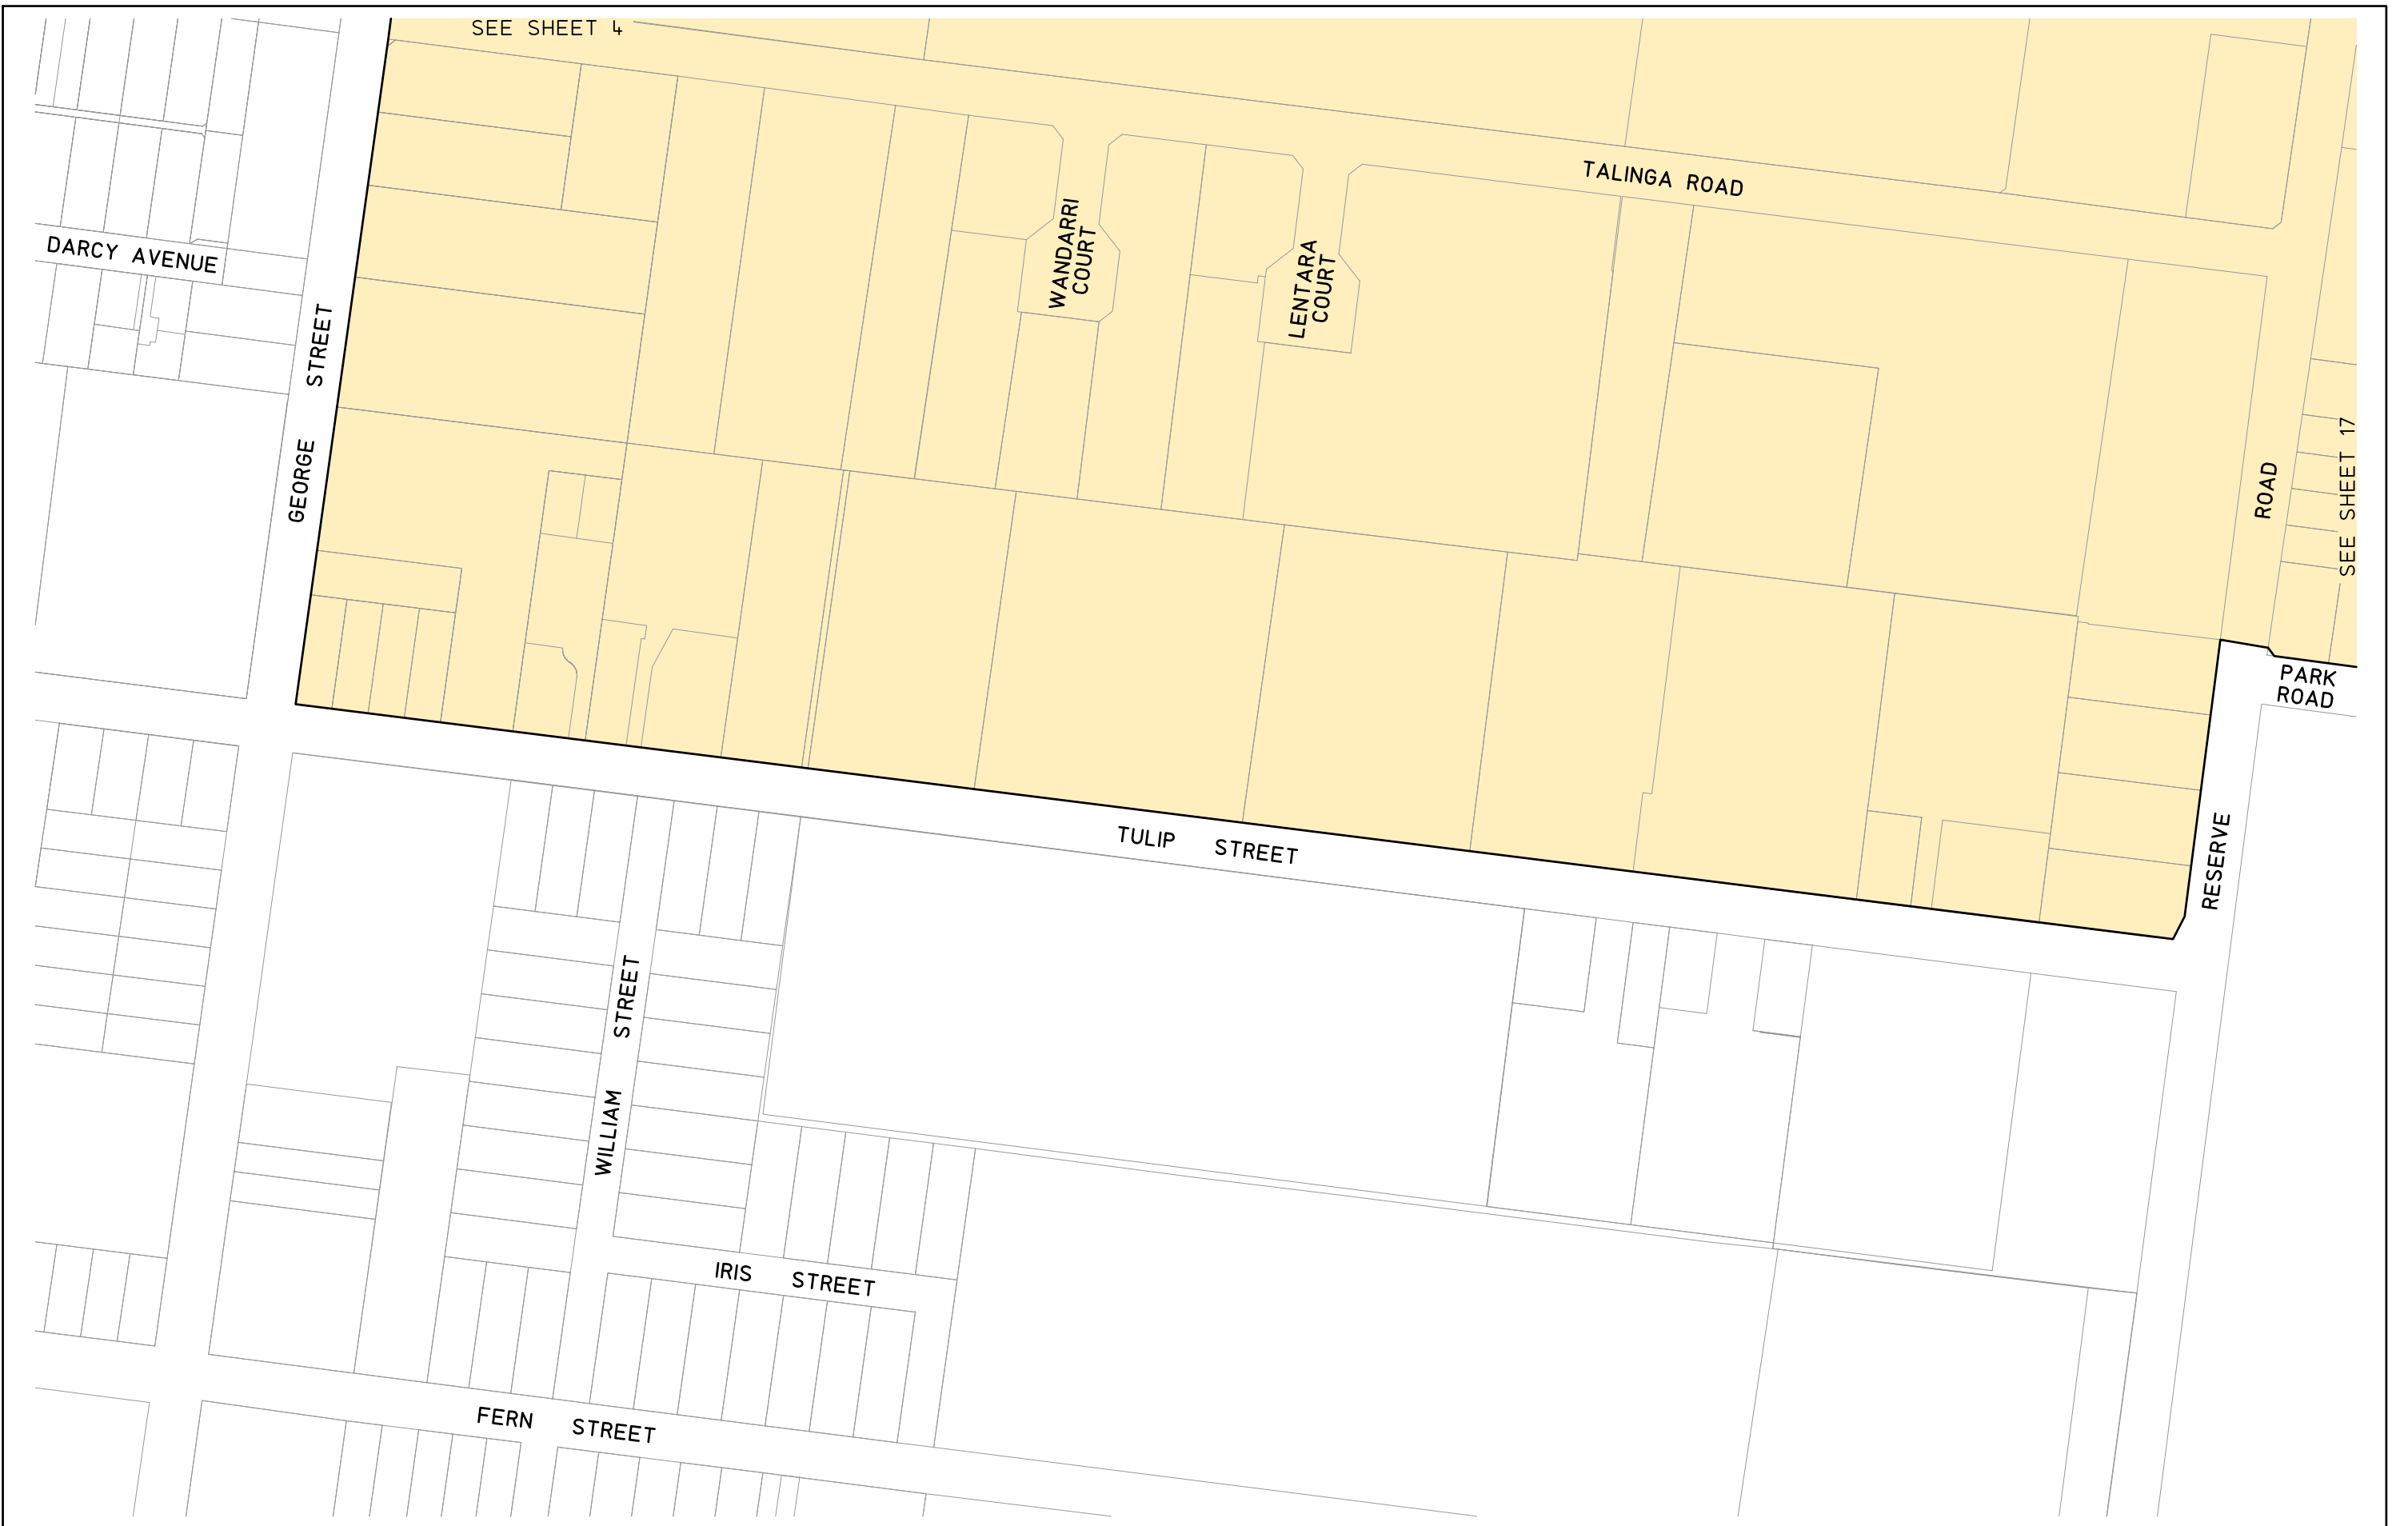 SEE SHEET 4
TALINGA ROAD
WANDARRI
COURT
LENTARA
COURT
DARCY AVENUE
GEORGE STREET
SEE SHEET 17
RESERVE ROAD
PARK
ROAD
TULIP STREET
WILLIAM STREET
IRIS STREET
FERN STREET